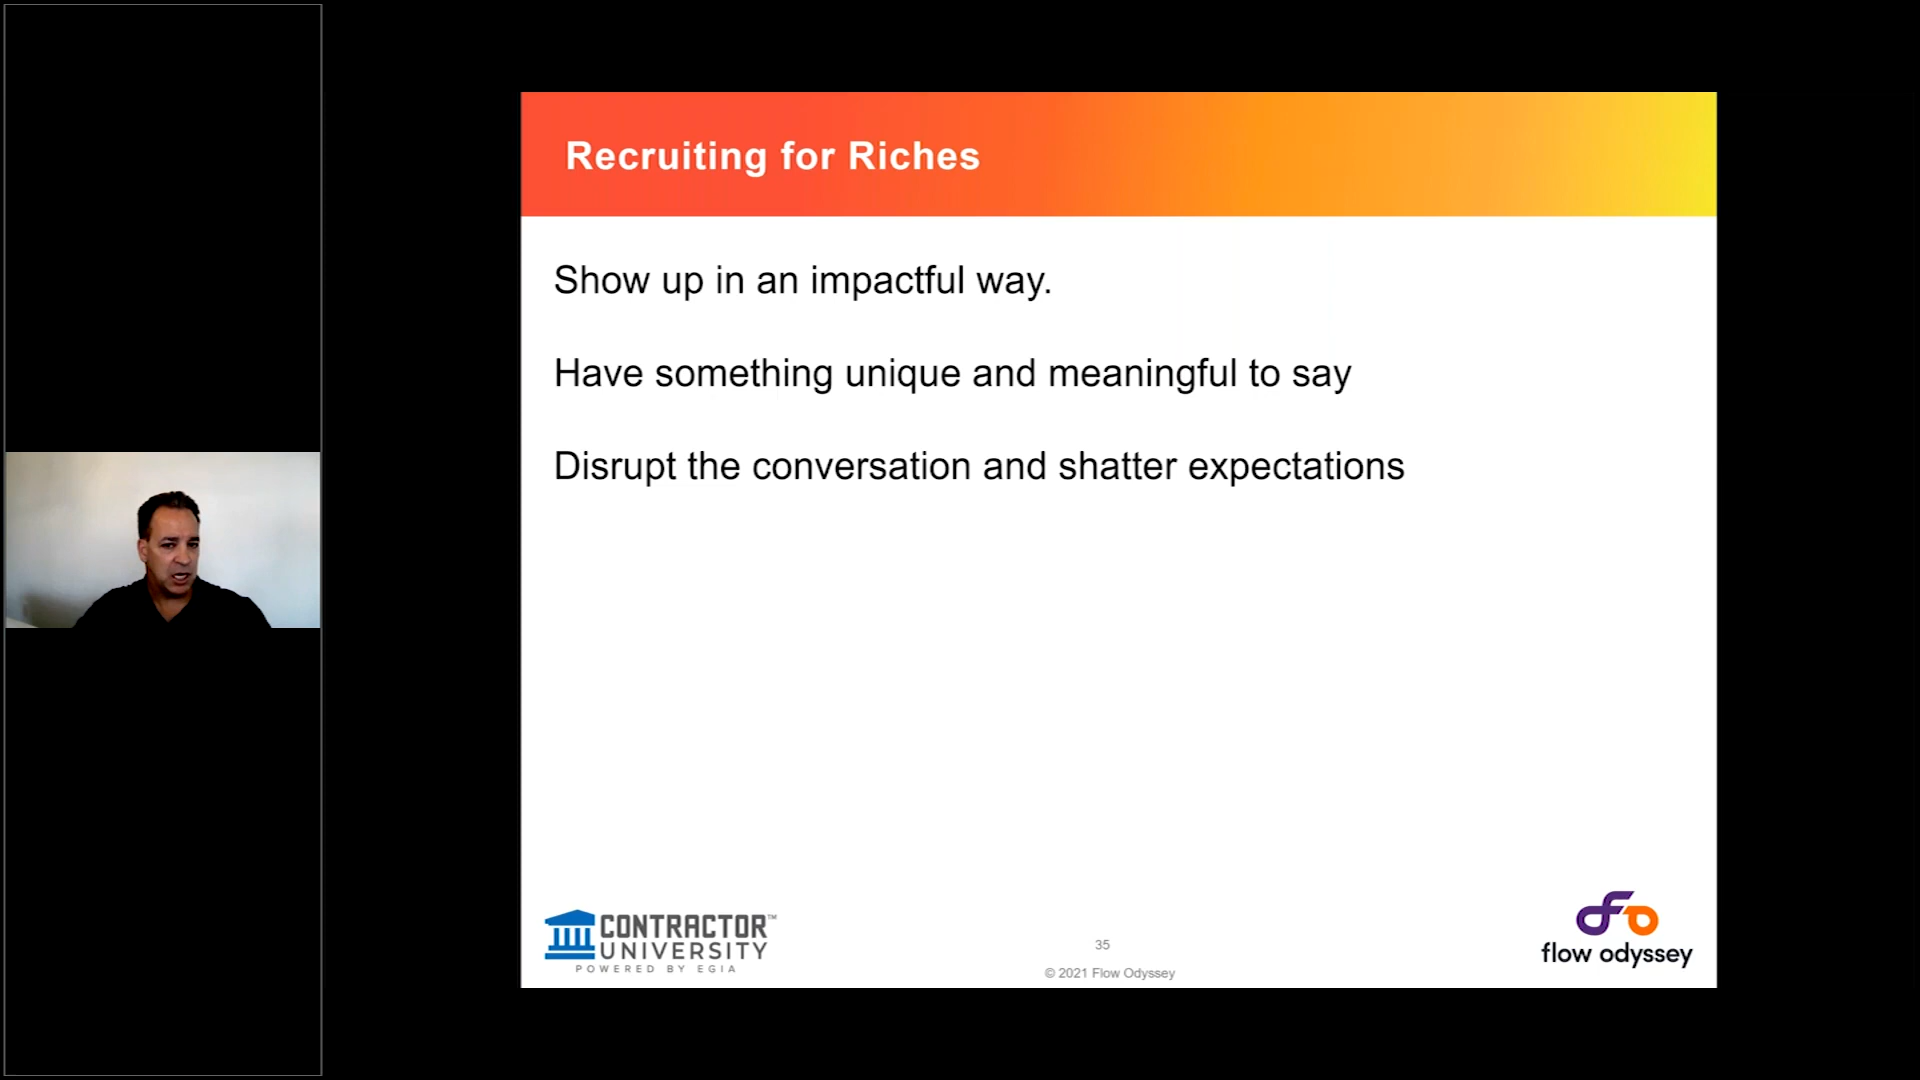 Recruiting for Riches
Show up in an impactful way.
Have something unique and meaningful to say
Disrupt the conversation and shatter expectations
CONTRACTOR™
UNIVERSITY
POWERED BY EGIA
35
© 2021 Flow Odyssey
flow odyssey